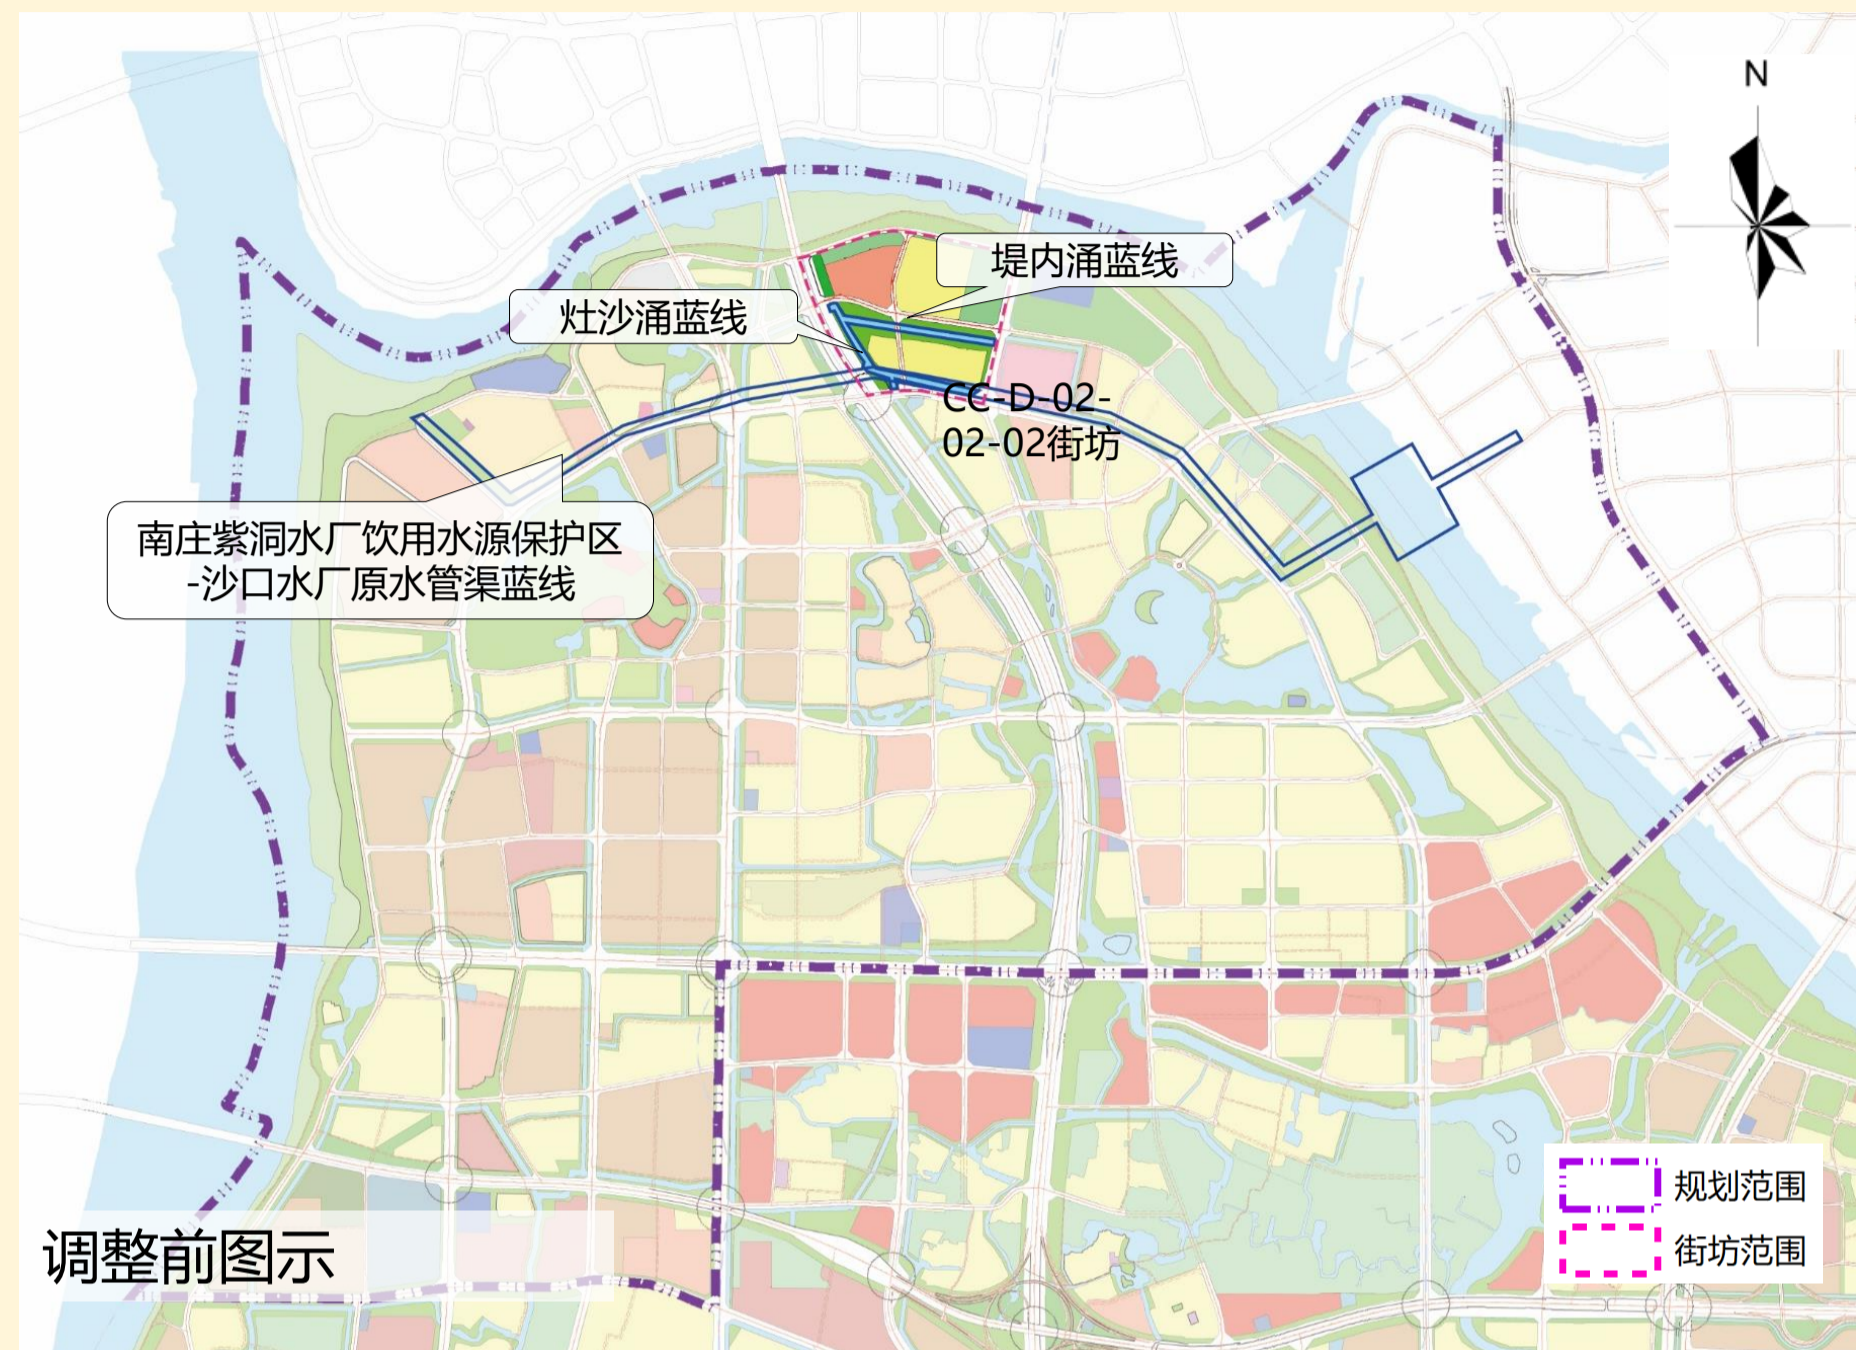 N
堤内涌蓝线
灶沙涌蓝线
CC-D-02-
02-02街坊
南庄紫洞水厂饮用水源保护区
-沙口水厂原水管渠蓝线
规划范围
街坊范围
调整前图示